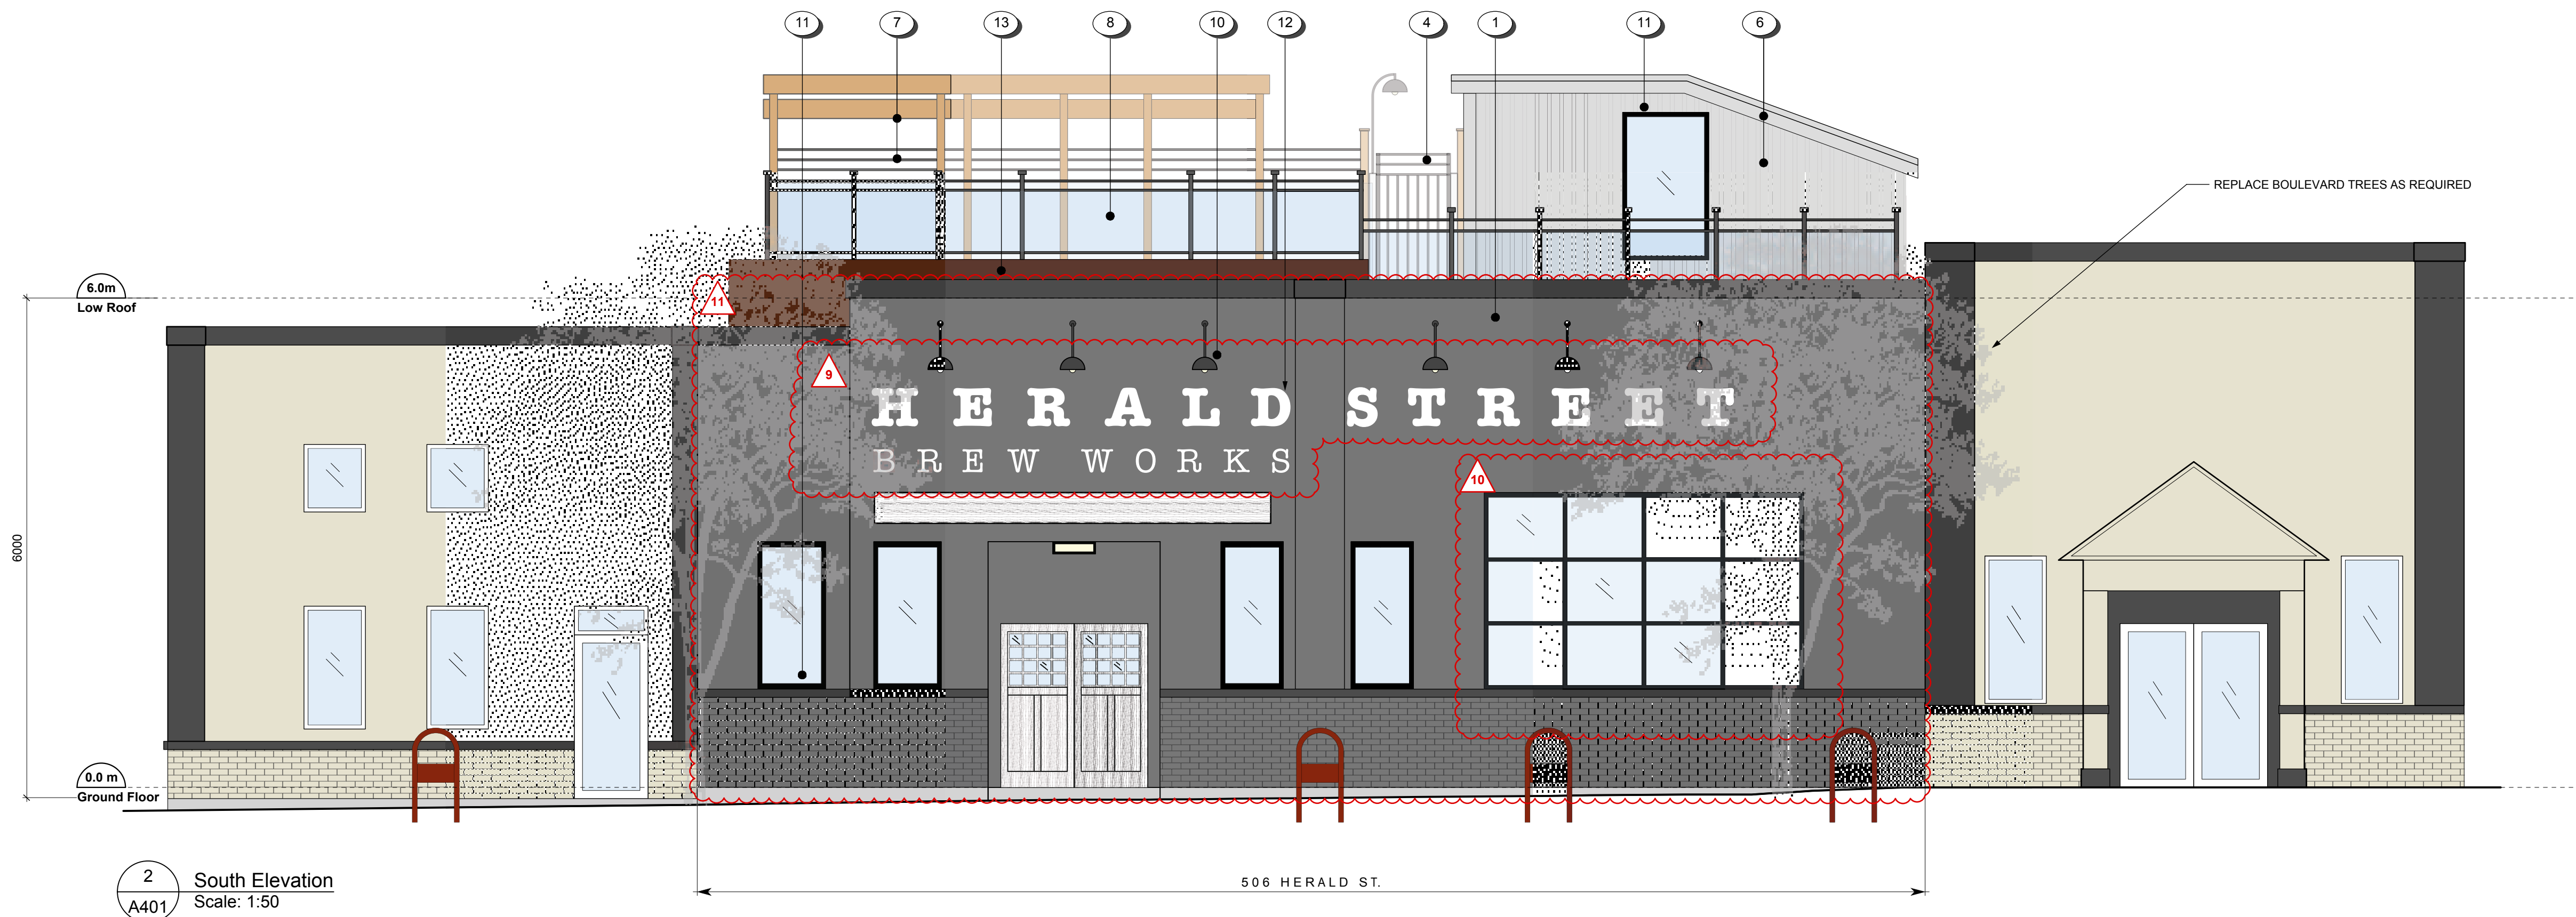 11 7 13 8 10 12 4 1 11 6
REPLACE BOULEVARD TREES AS REQUIRED
6.0m
Low Roof
11
9
HERALD STREET
BREW WORKS
10
6000
0.0 m
Ground Floor
506 HERALD ST.
2
A401
South Elevation
Scale: 1:50